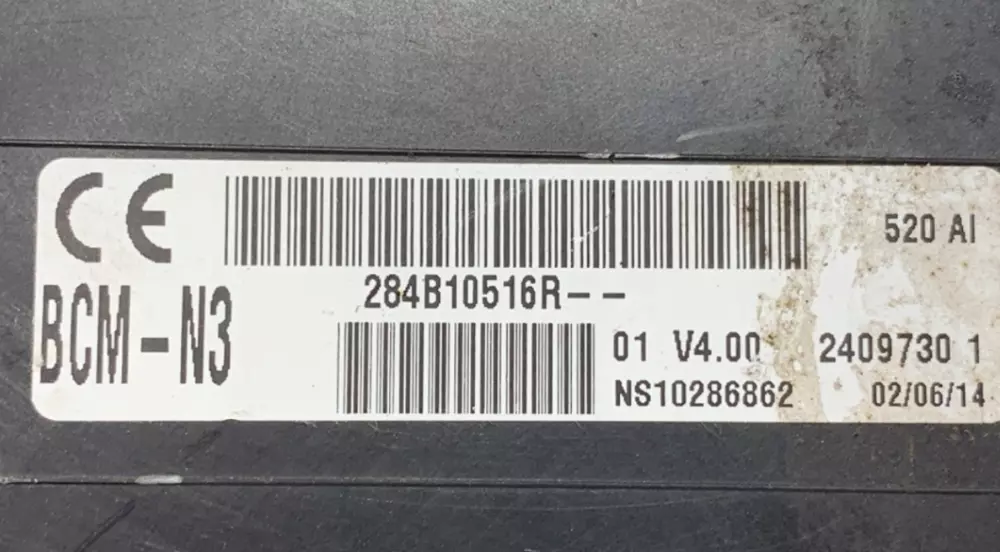 CE
520 AI
284B10516R--
BCM-N3
01 V4.00 2409730 1
NS10286862 02/06/14